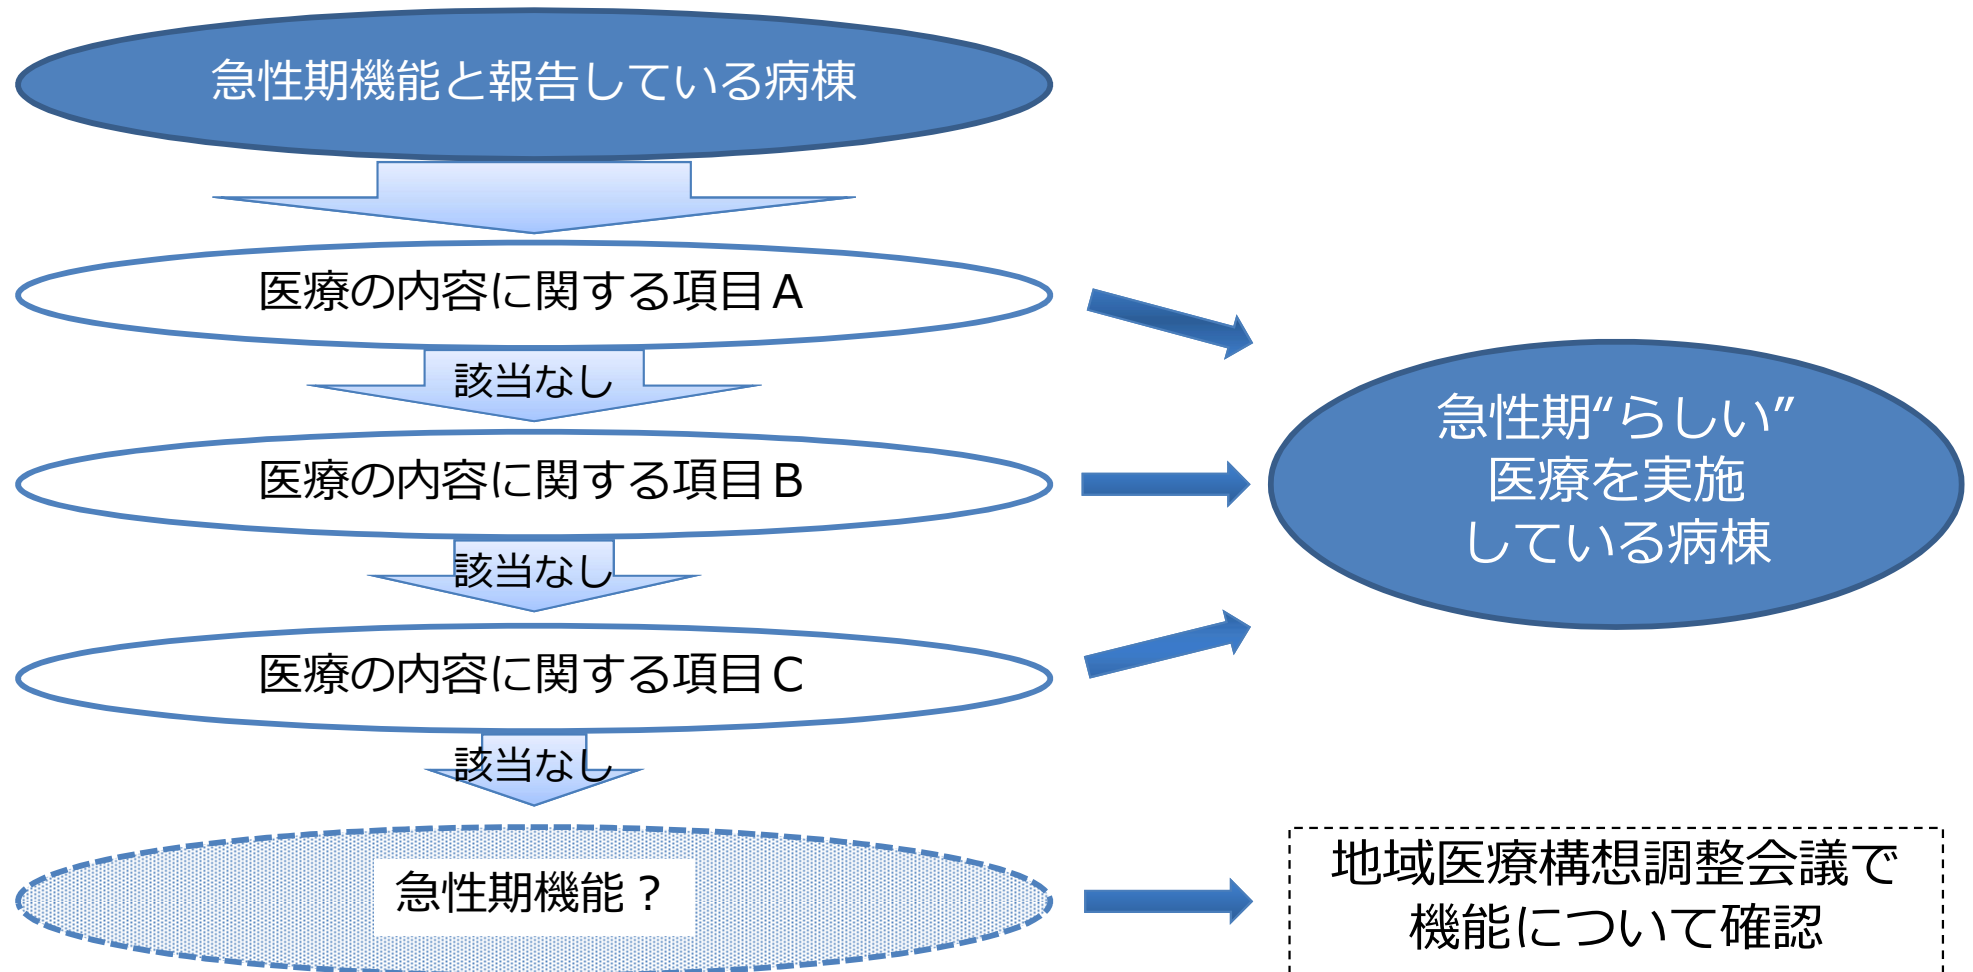 急性期機能と報告している病棟
医療の内容に関する項目A
該当なし
医療の内容に関する項目B
該当なし
医療の内容に関する項目C
該当なし
急性期機能？
急性期“らしい”
医療を実施
している病棟
地域医療構想調整会議で
機能について確認